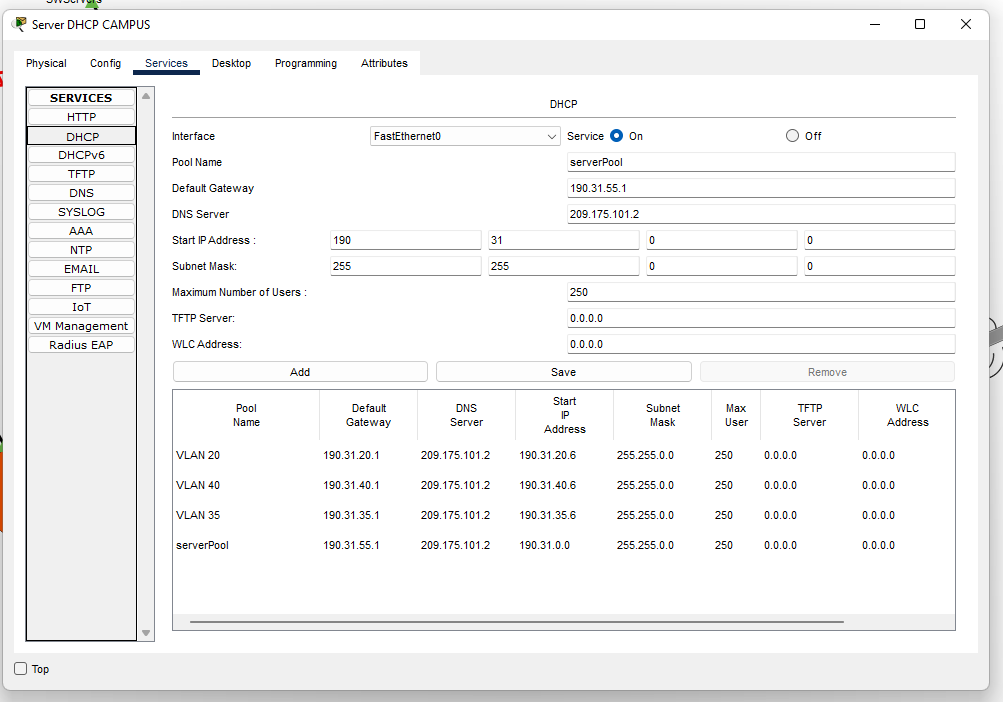 SWServers
Server DHCP CAMPUS
Physical Config Services Desktop Programming Attributes
SERVICES
HTTP
DHCP
DHCPv6
TFTP
DNS
SYSLOG
AAA
NTP
EMAIL
FTP
IoT
VM Management
Radius EAP
DHCP
Interface FastEthernet0 Service On Off
Pool Name serverPool
Default Gateway 190.31.55.1
DNS Server 209.175.101.2
Start IP Address : 190 31 0 0
Subnet Mask: 255 255 0 0
Maximum Number of Users : 250
TFTP Server: 0.0.0.0
WLC Address: 0.0.0.0
Add Save Remove
Pool Name Default Gateway DNS Server Start IP Address Subnet Mask Max User TFTP Server WLC Address
VLAN 20 190.31.20.1 209.175.101.2 190.31.20.6 255.255.0.0 250 0.0.0.0 0.0.0.0
VLAN 40 190.31.40.1 209.175.101.2 190.31.40.6 255.255.0.0 250 0.0.0.0 0.0.0.0
VLAN 35 190.31.35.1 209.175.101.2 190.31.35.6 255.255.0.0 250 0.0.0.0 0.0.0.0
serverPool 190.31.55.1 209.175.101.2 190.31.0.0 255.255.0.0 250 0.0.0.0 0.0.0.0
Top